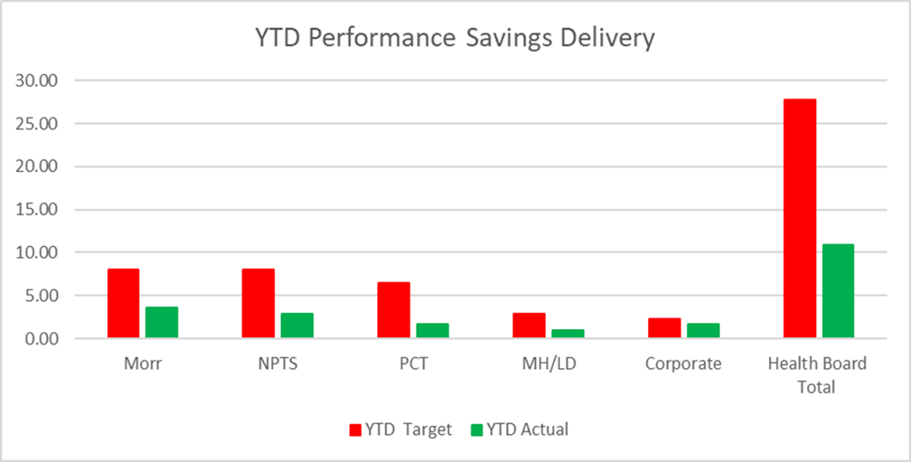 YTD Performance Savings Delivery
30.00
25.00
20.00
15.00
10.00
5.00
0.00
Morr NPTS PCT MH/LD Corporate Health Board
Total
YTD Target YTD Actual